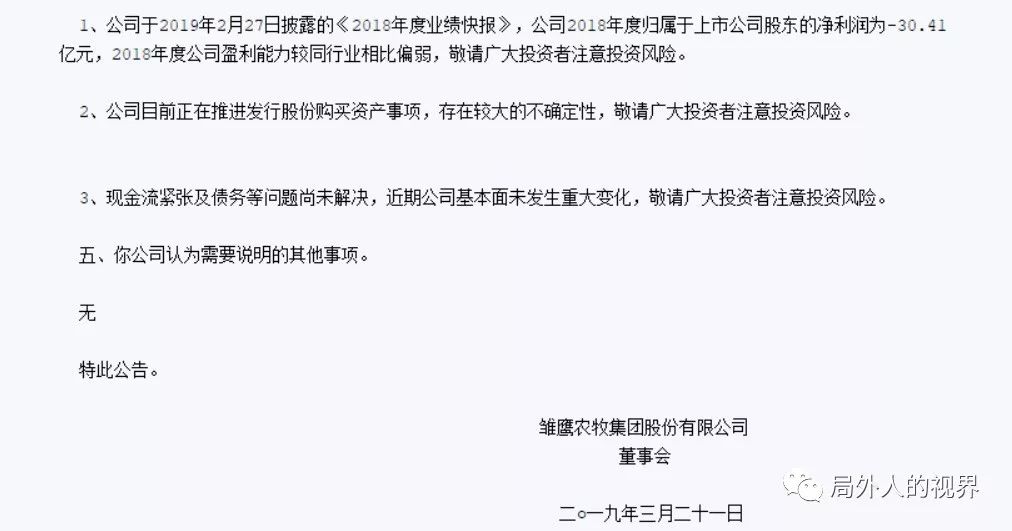 1、公司于2019年2月27日披露的《2018年度业绩快报》，公司2018年度归属于上市公司股东的净利润为-30.41
亿元，2018年度公司盈利能力较同行业相比偏弱，敬请广大投资者注意投资风险。
2、公司目前正在推进发行股份购买资产事项，存在较大的不确定性，敬请广大投资者注意投资风险。
3、现金流紧张及债务等问题尚未解决，近期公司基本面未发生重大变化，敬请广大投资者注意投资风险。
五、你公司认为需要说明的其他事项。
无
特此公告。
雏鹰农牧集团股份有限公司
董事会
局外人的视界
二〇一九年三月二十一日